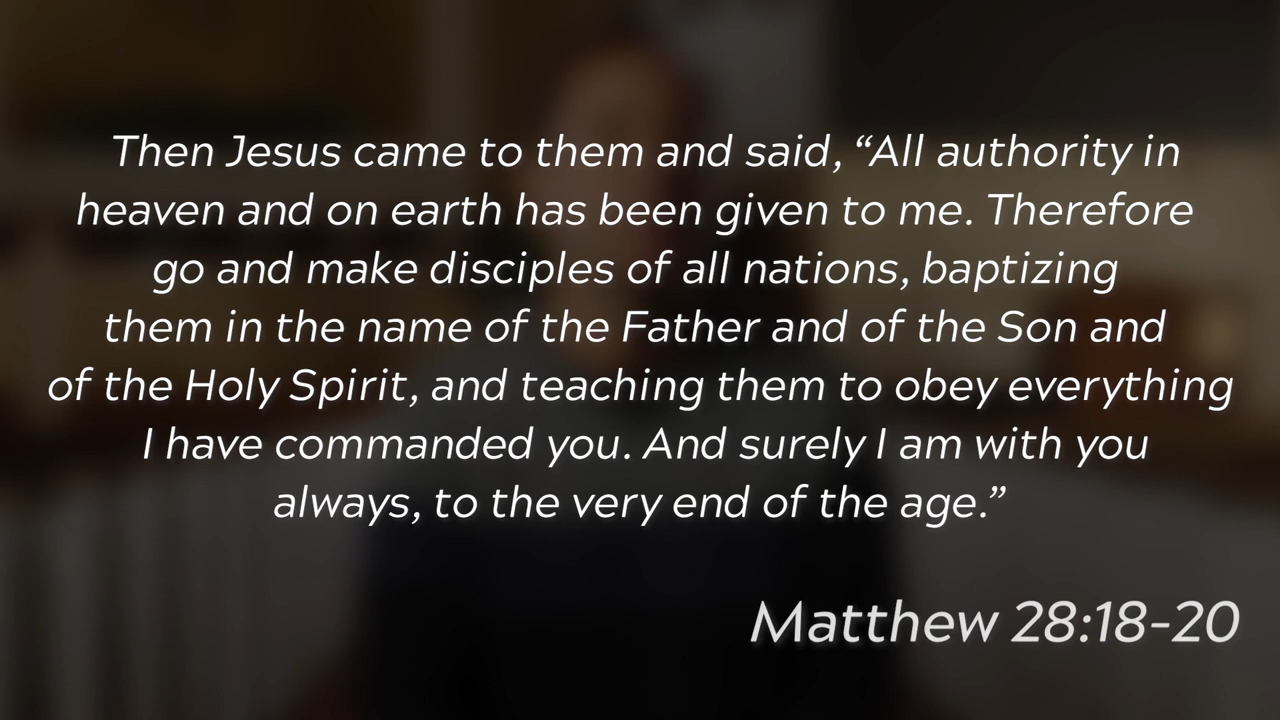 Then Jesus came to them and said, “All authority in
heaven and on earth has been given to me. Therefore
go and make disciples of all nations, baptizing
them in the name of the Father and of the Son and
of the Holy Spirit, and teaching them to obey everything
I have commanded you. And surely I am with you
always, to the very end of the age.”
Matthew 28:18-20